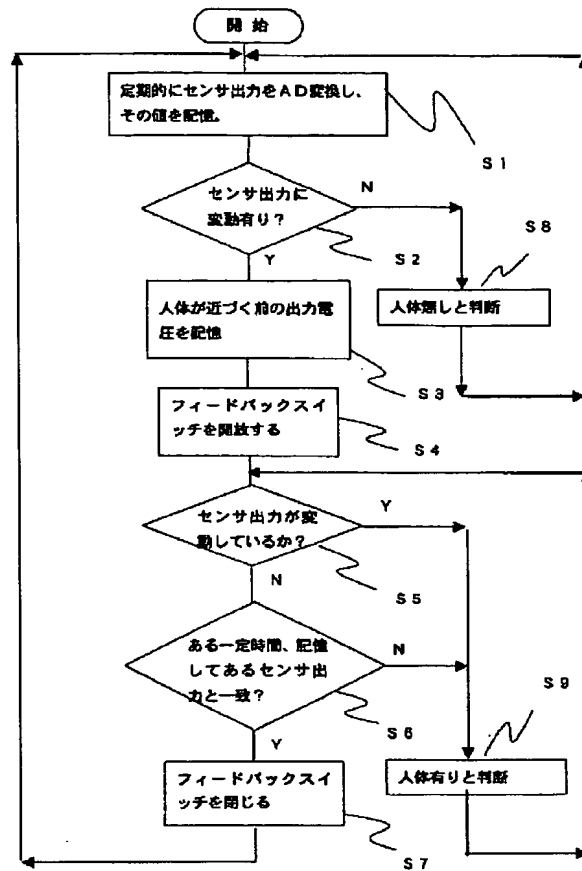 開 始
定期的にセンサ出力をAD変換し、
その値を記憶。
S1
センサ出力に
変動有り？
N
S2
Y
S8
人体無しと判断
人体が近づく前の出力電
圧を記憶
S3
フィードバックスイ
ッチを開放する
S4
センサ出力が変
動しているか？
Y
S5
N
ある一定時間、記憶
してあるセンサ出
力と一致？
N
S6
Y
S9
人体有りと判断
フィードバックスイ
ッチを閉じる
S7